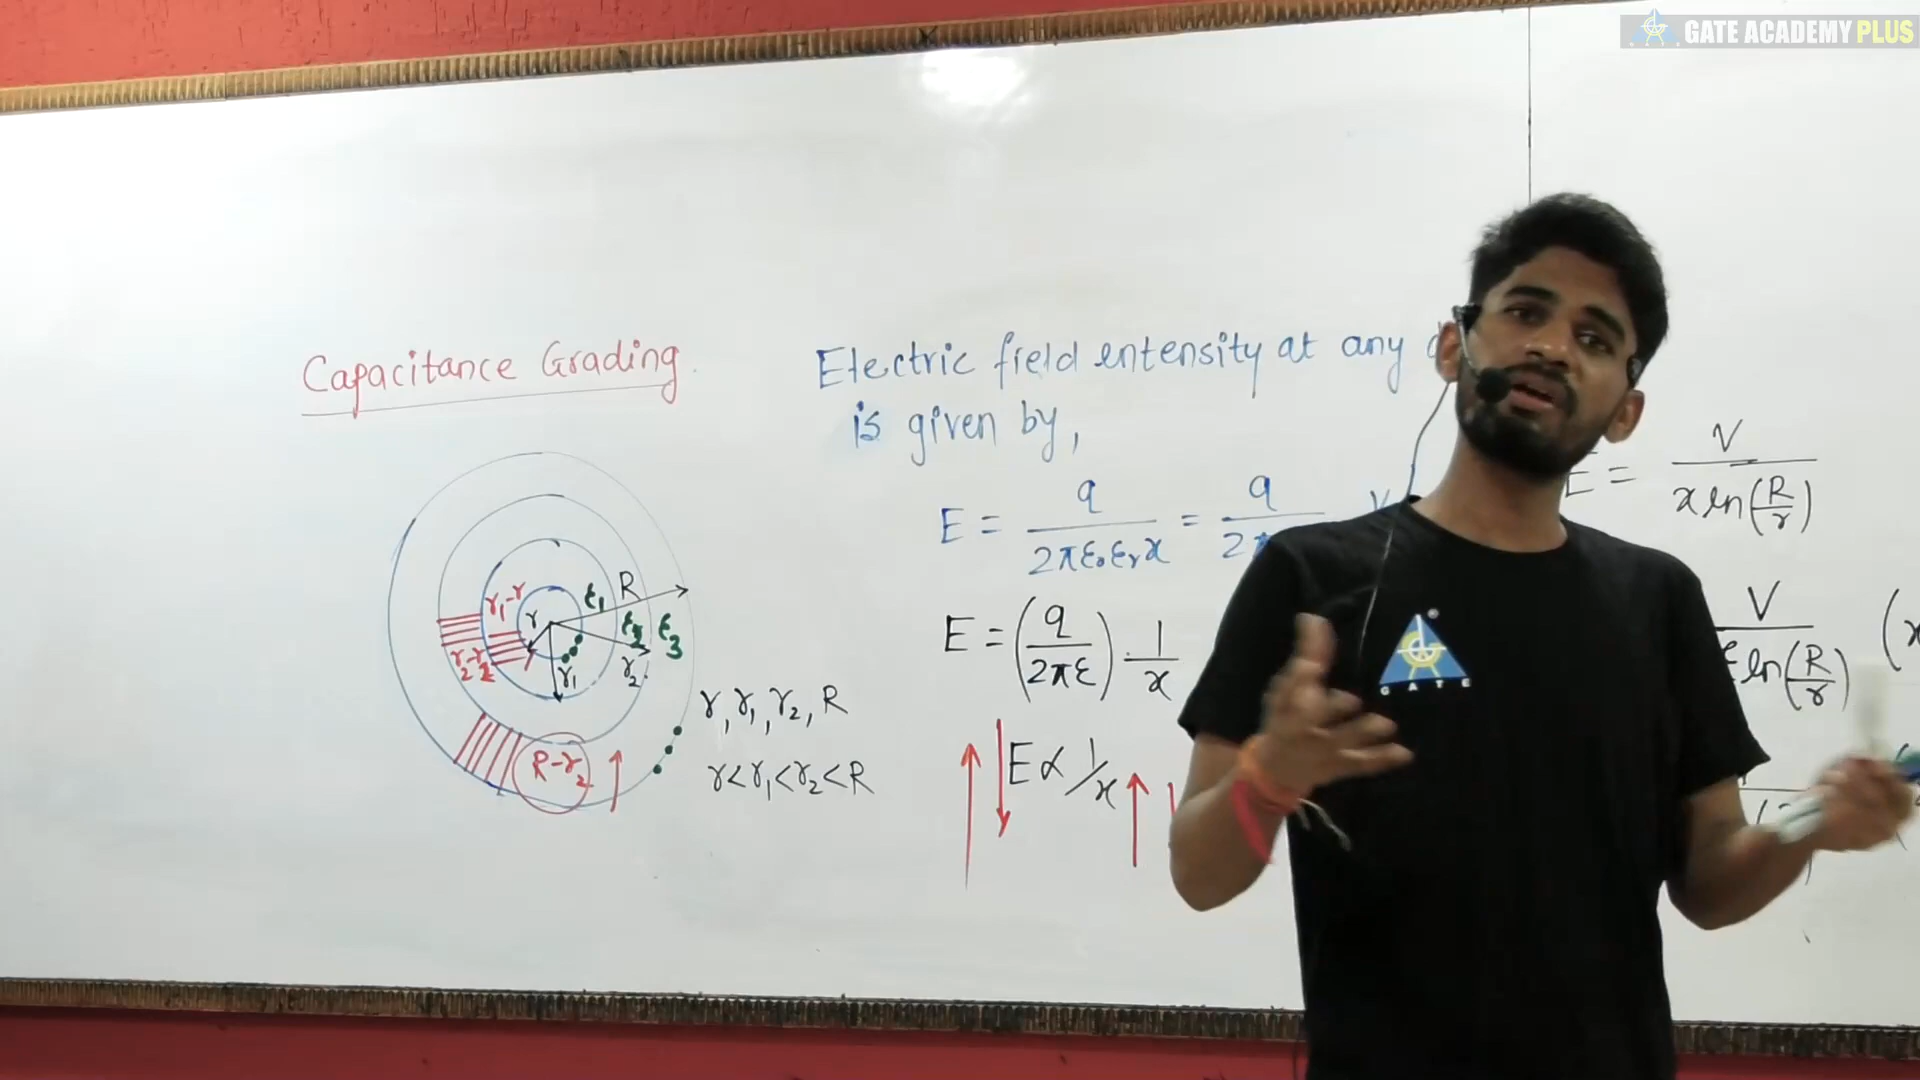 GATE ACADEMY PLUS
Capacitance Grading
Electric field entensity at any
is given by,
E = q / 2πε₀εᵣx = q / 2π
E = V / x ln(R/r)
E = (q / 2πε) · 1/x
V / ln(R/r)
E ∝ 1/x
R
r₁-r
r
ε₁
ε₂
ε₃
r₂-r₁
r₁
r₂
r, r₁, r₂, R
r<r₁<r₂<R
R-r₂
GATE